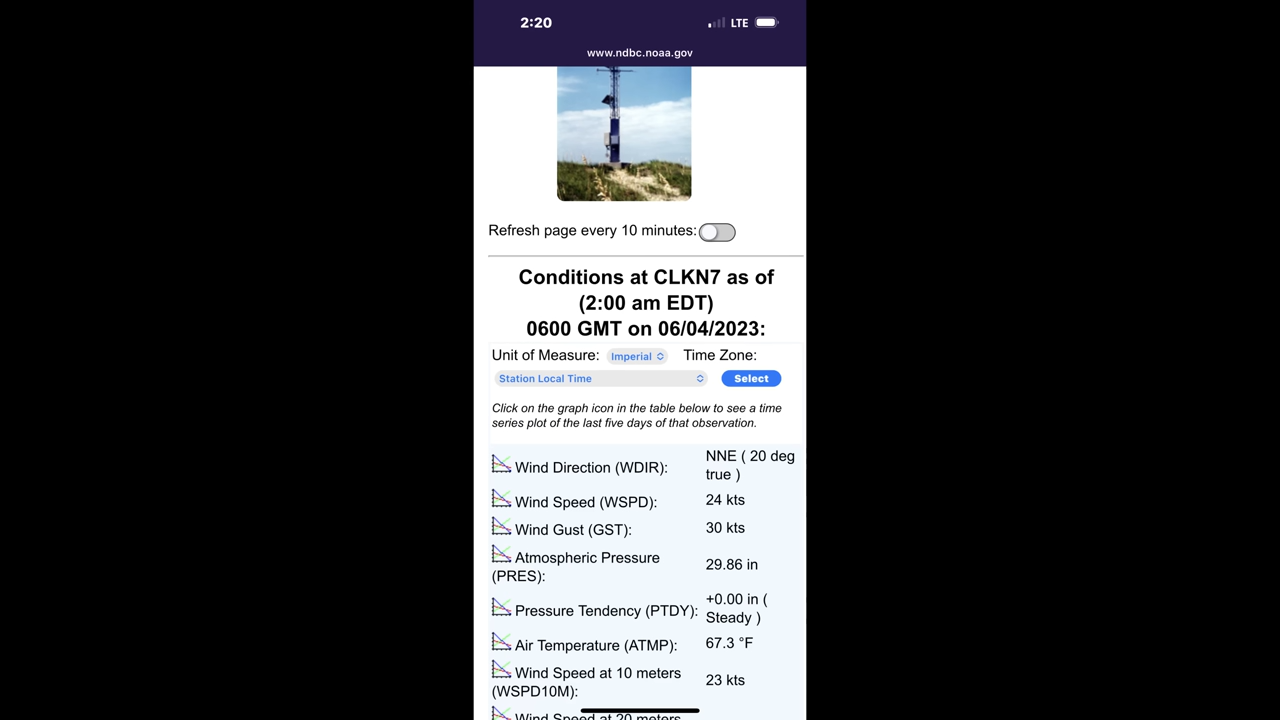 2:20 LTE
www.ndbc.noaa.gov
Refresh page every 10 minutes:
Conditions at CLKN7 as of
(2:00 am EDT)
0600 GMT on 06/04/2023:
Unit of Measure: Imperial Time Zone:
Station Local Time Select
Click on the graph icon in the table below to see a time
series plot of the last five days of that observation.
Wind Direction (WDIR): NNE ( 20 deg
true )
Wind Speed (WSPD): 24 kts
Wind Gust (GST): 30 kts
Atmospheric Pressure
(PRES): 29.86 in
Pressure Tendency (PTDY): +0.00 in (
Steady )
Air Temperature (ATMP): 67.3 °F
Wind Speed at 10 meters
(WSPD10M): 23 kts
Wind Speed at 20 meters